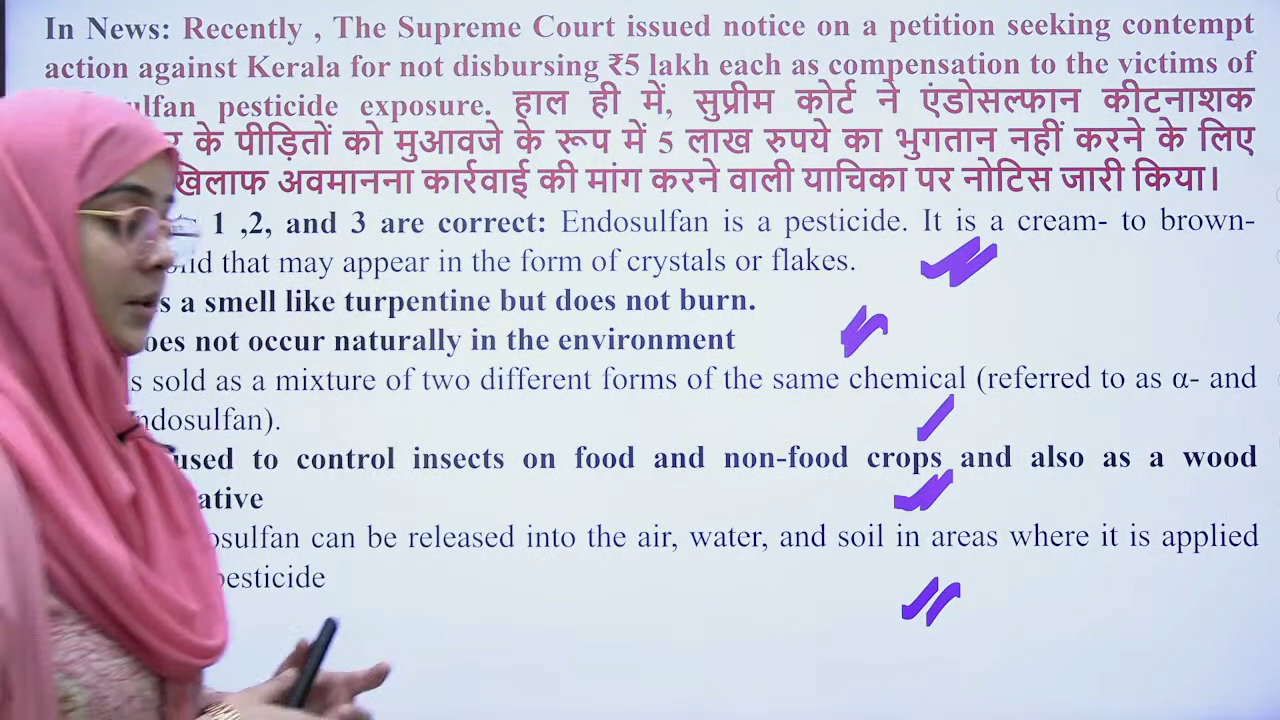 In News: Recently , The Supreme Court issued notice on a petition seeking contempt
action against Kerala for not disbursing ₹5 lakh each as compensation to the victims of
pesticide exposure. हाल ही में, सुप्रीम कोर्ट ने एंडोसल्फान कीटनाशक
के पीड़ितों को मुआवजे के रूप में 5 लाख रुपये का भुगतान नहीं करने के लिए
खिलाफ अवमानना कार्रवाई की मांग करने वाली याचिका पर नोटिस जारी किया।
1 ,2, and 3 are correct: Endosulfan is a pesticide. It is a cream- to brown-
that may appear in the form of crystals or flakes.
a smell like turpentine but does not burn.
not occur naturally in the environment
sold as a mixture of two different forms of the same chemical (referred to as α- and
used to control insects on food and non-food crops and also as a wood
can be released into the air, water, and soil in areas where it is applied
pesticide